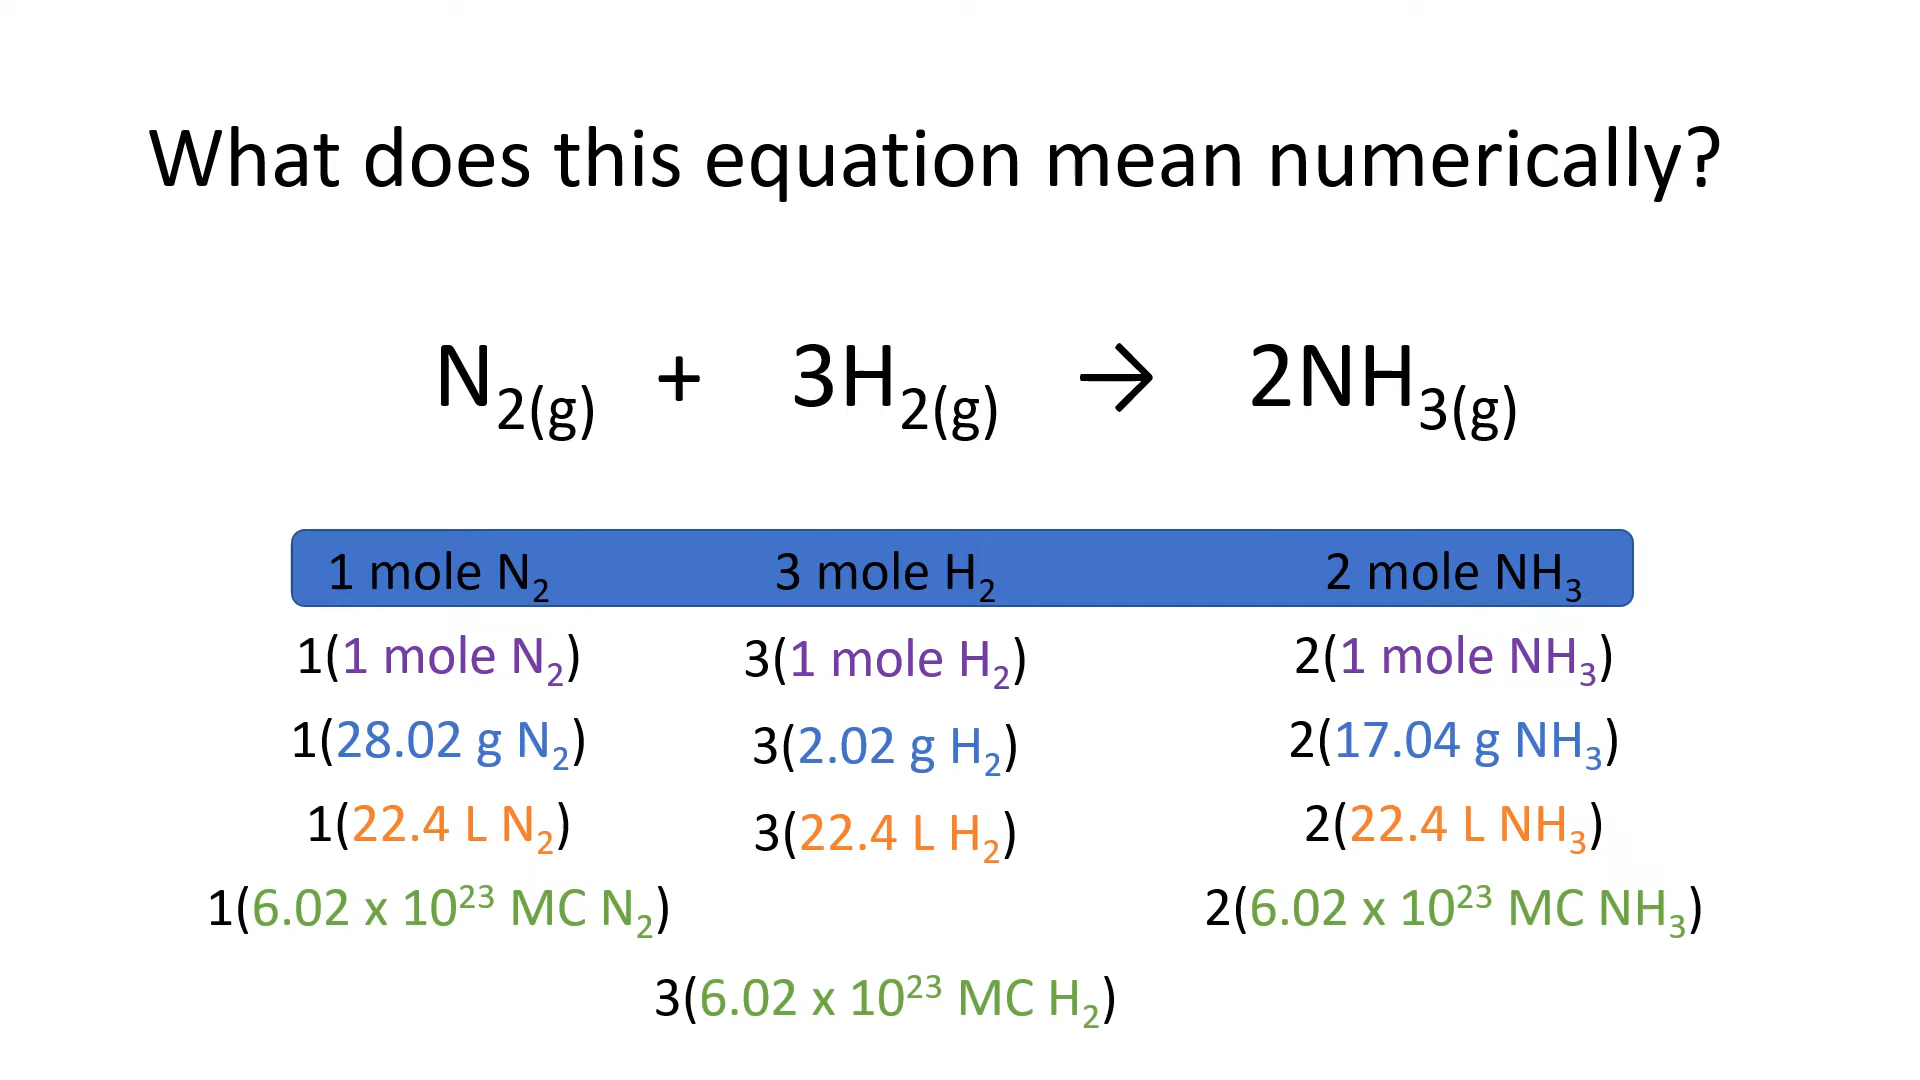 What does this equation mean numerically?
N₂(g) + 3H₂(g) → 2NH₃(g)
1 mole N₂ 3 mole H₂ 2 mole NH₃
1(1 mole N₂) 3(1 mole H₂) 2(1 mole NH₃)
1(28.02 g N₂) 3(2.02 g H₂) 2(17.04 g NH₃)
1(22.4 L N₂) 3(22.4 L H₂) 2(22.4 L NH₃)
1(6.02 x 10²³ MC N₂) 2(6.02 x 10²³ MC NH₃)
3(6.02 x 10²³ MC H₂)